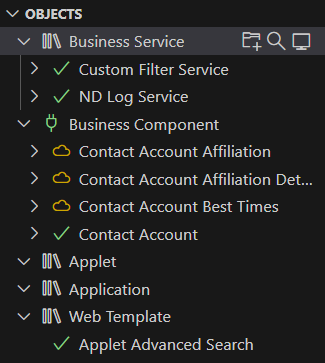 OBJECTS
Business Service
Custom Filter Service
ND Log Service
Business Component
Contact Account Affiliation
Contact Account Affiliation Det...
Contact Account Best Times
Contact Account
Applet
Application
Web Template
Applet Advanced Search